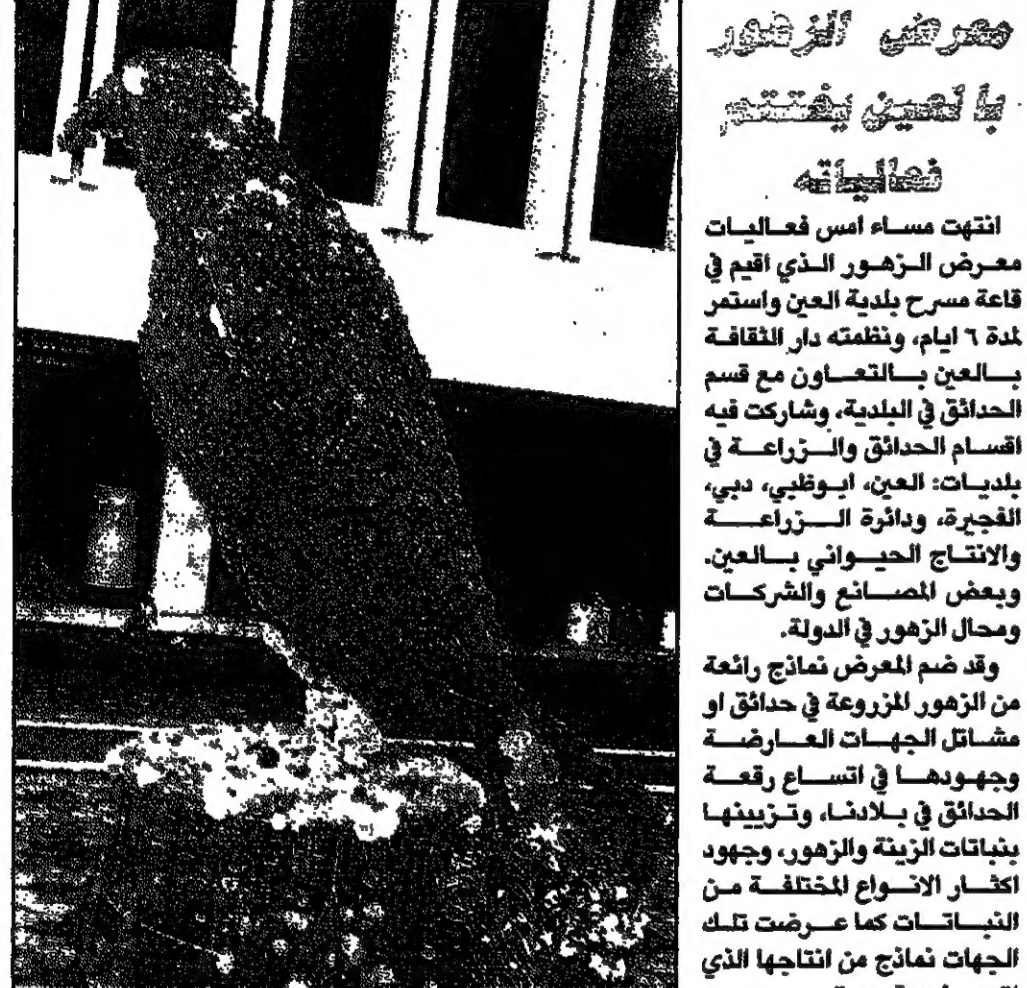 معرض الزهور
بالعين يختتم
فعالياته
انتهت مساء امس فعاليات
معرض الزهور الذي اقيم في
قاعة مسرح بلدية العين واستمر
لمدة ٦ ايام، ونظمته دار الثقافة
بالعين بالتعاون مع قسم
الحدائق في البلدية، وشاركت فيه
اقسام الحدائق والزراعة في
بلديات: العين، ابوظبي، دبي،
الفجيرة، ودائرة الزراعة
والانتاج الحيواني بالعين.
وبعض المصانع والشركات
ومحال الزهور في الدولة.
وقد ضم المعرض نماذج رائعة
من الزهور المزروعة في حدائق او
مشاتل الجهات العارضة
وجهودها في اتساع رقعة
الحدائق في بلادنا، وتزيينها
بنباتات الزينة والزهور، وجهود
اكثار الانواع المختلفة من
النباتات كما عرضت تلك
الجهات نماذج من انتاجها الذي